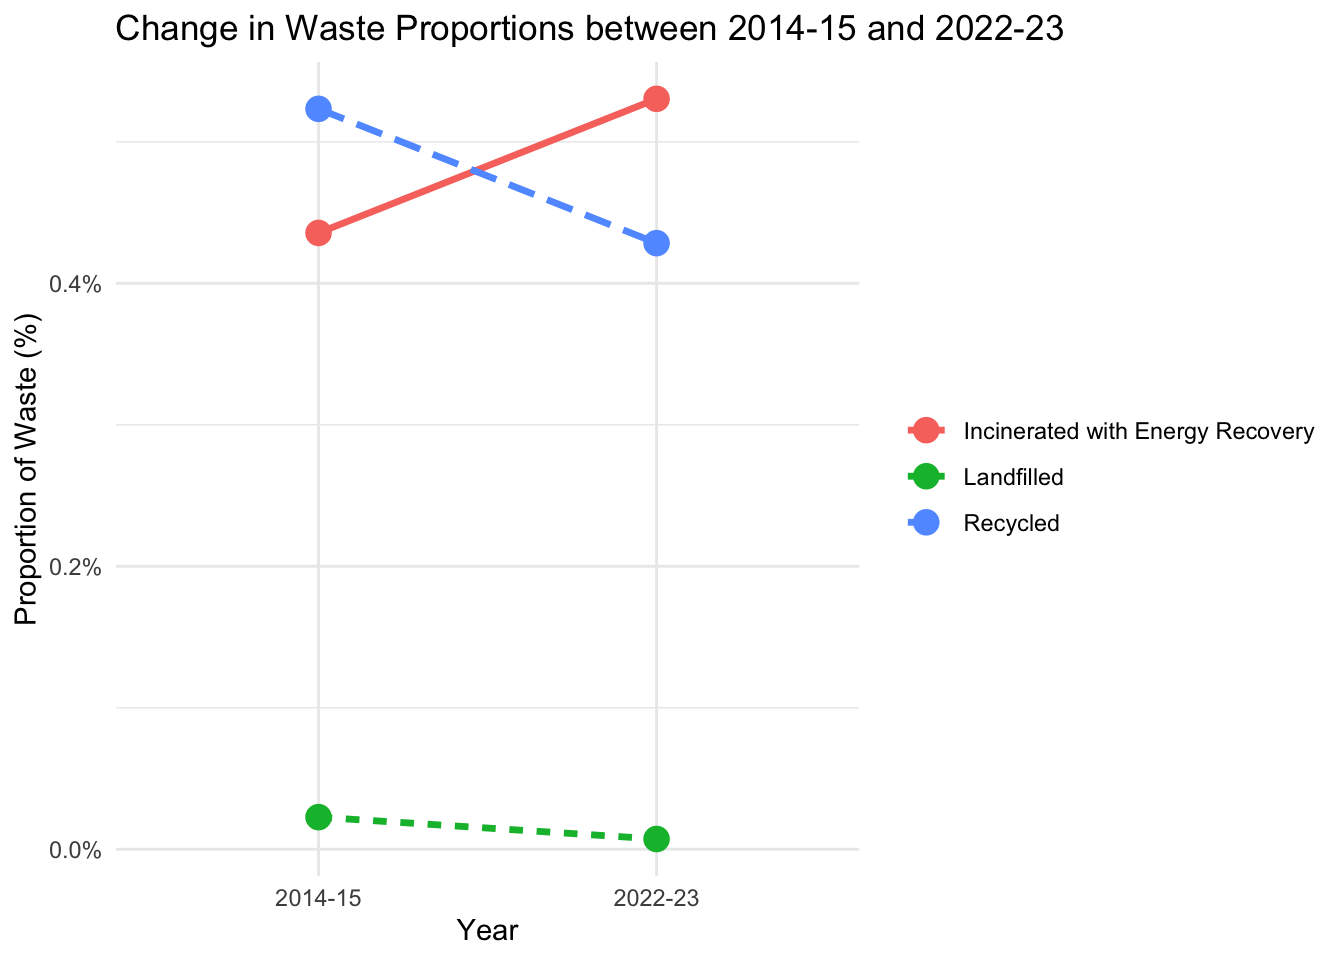 Change in Waste Proportions between 2014-15 and 2022-23
Proportion of Waste (%)
0.4%
0.2%
0.0%
2014-15
2022-23
Year
Incinerated with Energy Recovery
Landfilled
Recycled